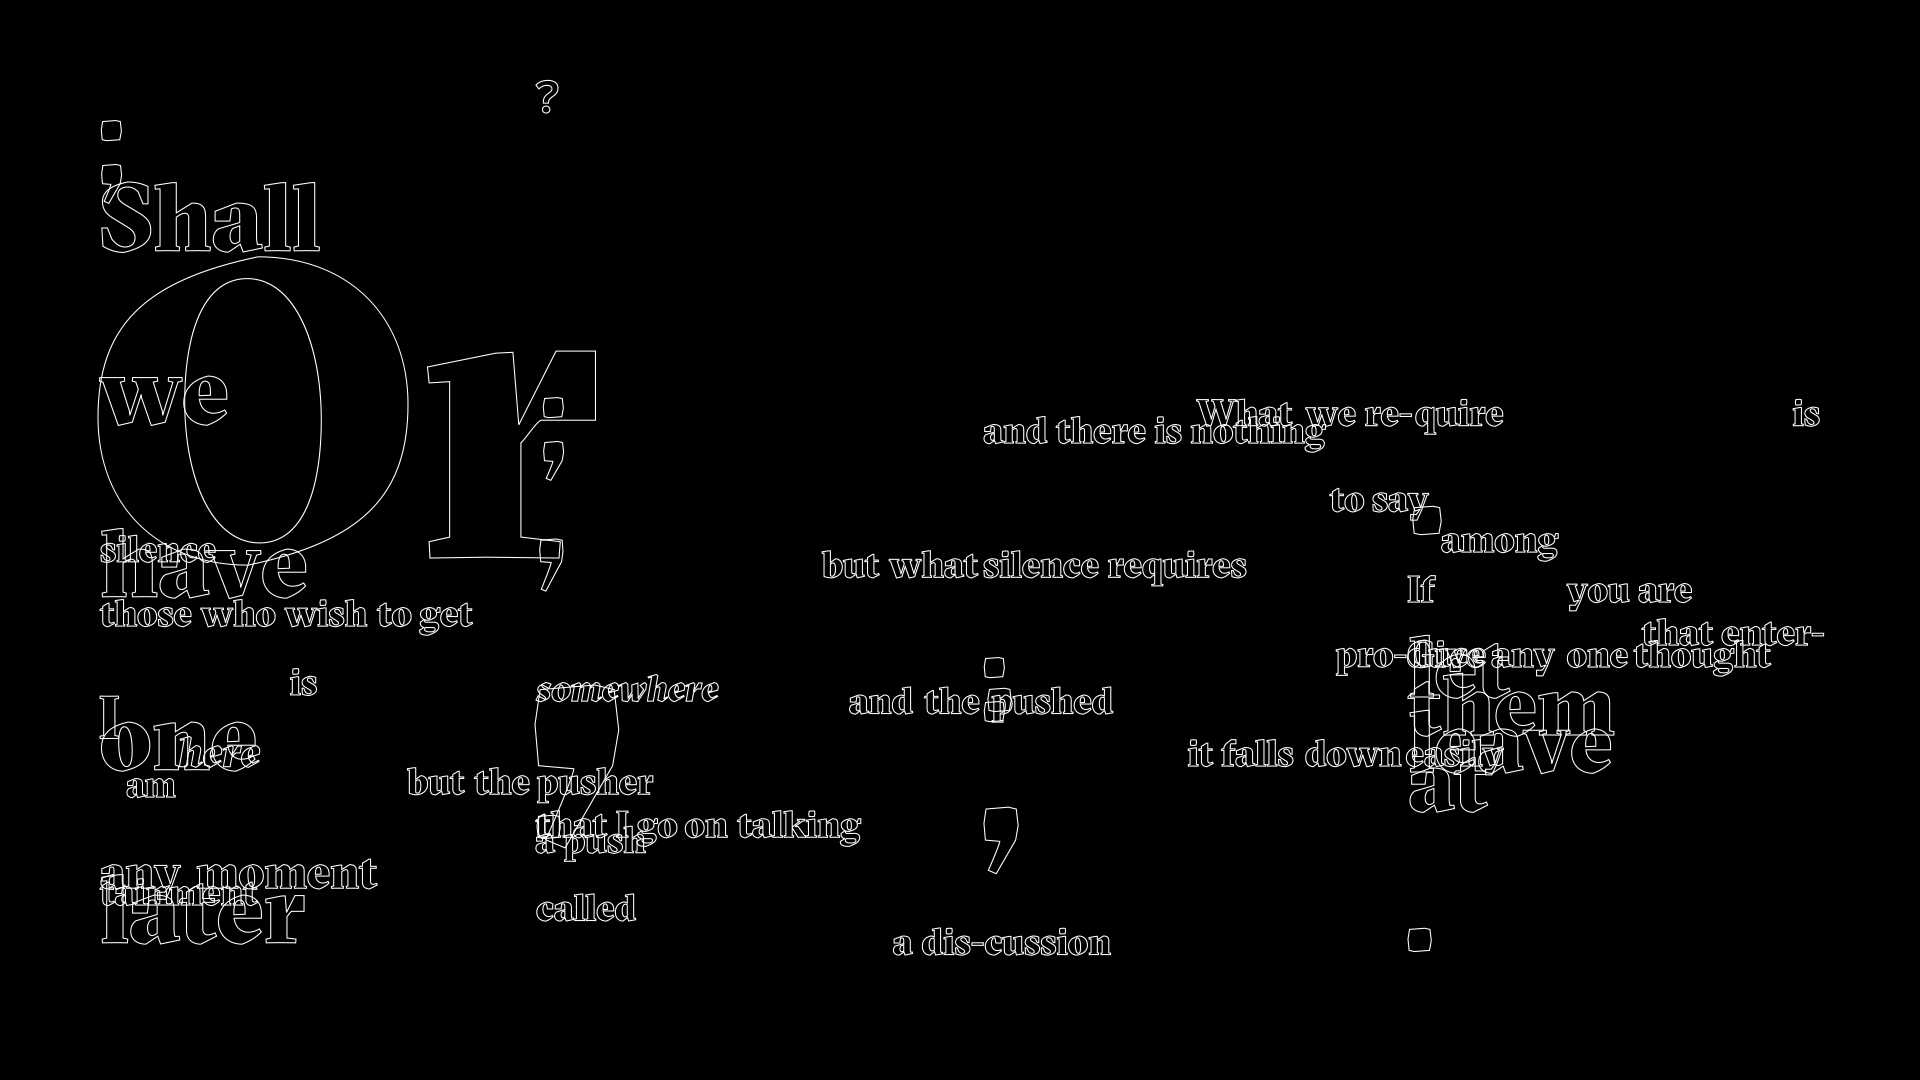 ?
;
Shall
Or
we
;
What we re-quire is
and there is nothing
to say
among
silence
,
but what silence requires
have
If you are
those who wish to get
that enter-
pro-
Give any one thought
let
is
somewhere
;
and the pushed
them
I
one
,
here
it falls down easily
leave
am
but the pusher
at
that I go on talking
a push
,
any moment
tainment
later
called
a dis-cussion
.